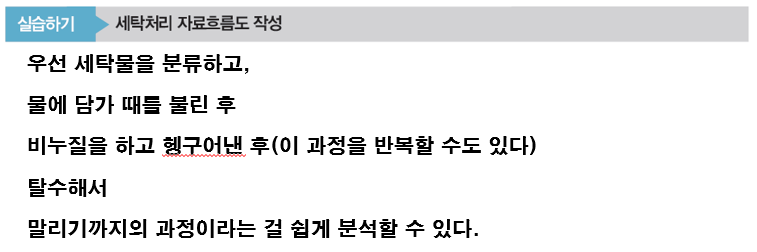 실습하기 세탁처리 자료흐름도 작성
우선 세탁물을 분류하고,
물에 담가 때를 불린 후
비누질을 하고 헹구어낸 후(이 과정을 반복할 수도 있다)
탈수해서
말리기까지의 과정이라는 걸 쉽게 분석할 수 있다.